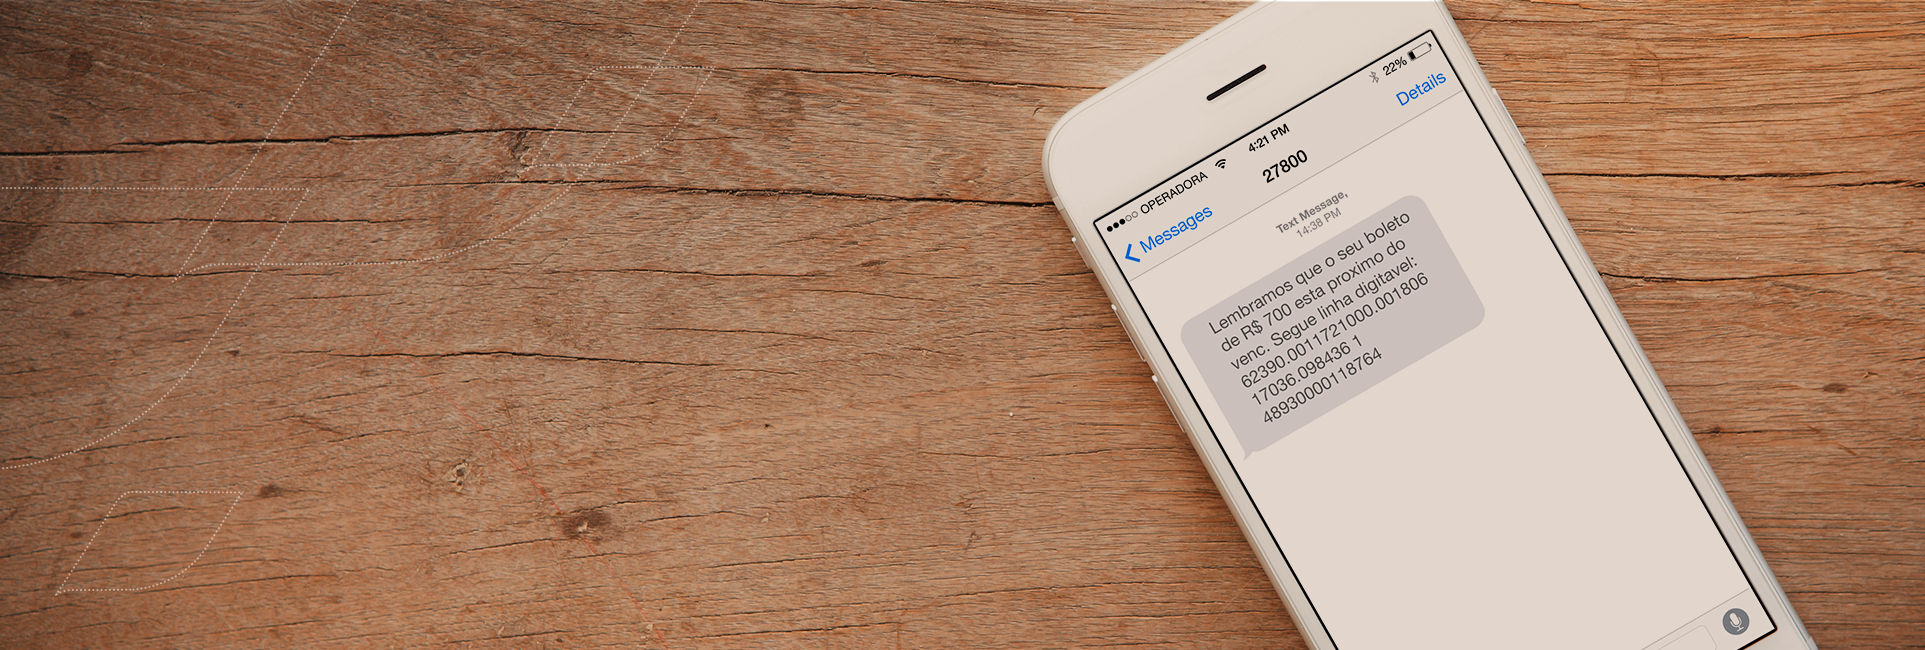 OPERADORA 4:21 PM 22%
Messages 27800 Details
Text Message,
14:38 PM
Lembramos que o seu boleto
de R$ 700 esta proximo do
venc. Segue linha digitavel:
62390.0011721000.001806
17036.098436 1
48930000118764